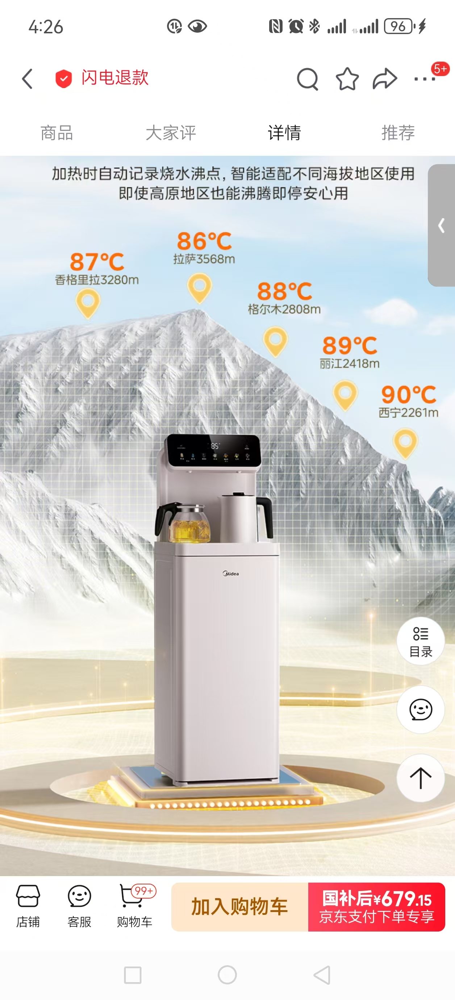 4:26
96
闪电退款
5+
商品
大家评
详情
推荐
加热时自动记录烧水沸点，智能适配不同海拔地区使用
即使高原地区也能沸腾即停安心用
86℃
拉萨3568m
87℃
香格里拉3280m
88℃
格尔木2808m
89℃
丽江2418m
90℃
西宁2261m
85°
Midea
目录
店铺
客服
99+
购物车
加入购物车
国补后¥679.15
京东支付下单专享